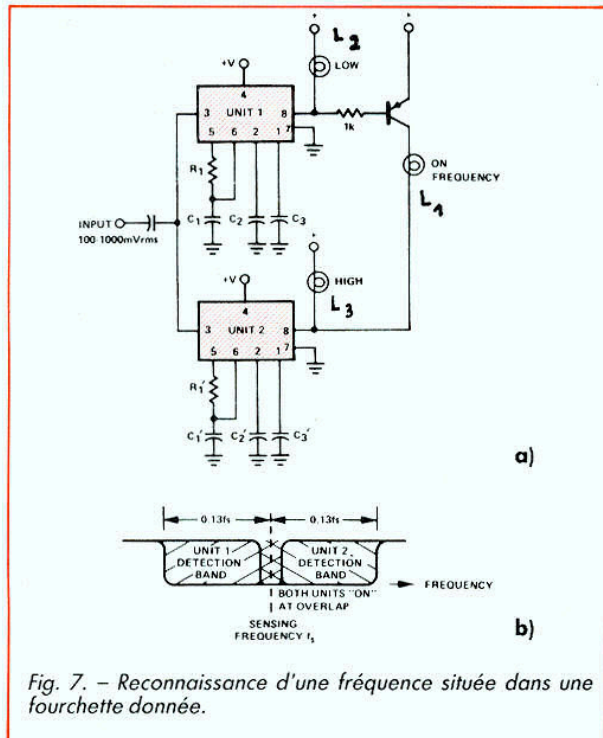 L2
LOW
+V
4
UNIT 1
3
8
7
5 6 2 1
1k
R1
ON
FREQUENCY
L1
C1 C2 C3
INPUT
100-1000mVrms
+
HIGH
L3
+V
4
UNIT 2
3
8
7
5 6 2 1
R1'
C1' C2' C3'
a)
0.13fs 0.13fs
UNIT 1 UNIT 2
DETECTION DETECTION
BAND BAND
FREQUENCY
BOTH UNITS "ON"
AT OVERLAP
SENSING
FREQUENCY fs
b)
Fig. 7. – Reconnaissance d'une fréquence située dans une
fourchette donnée.